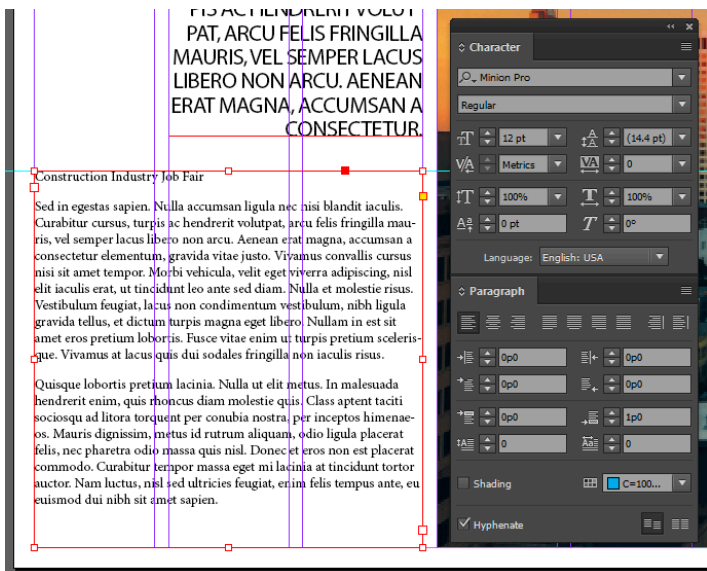 PIS AC HENDRERIT VOLUT-
PAT, ARCU FELIS FRINGILLA
MAURIS, VEL SEMPER LACUS
LIBERO NON ARCU. AENEAN
ERAT MAGNA, ACCUMSAN A
CONSECTETUR.
Construction Industry Job Fair
Sed in egestas sapien. Nulla accumsan ligula nec nisi blandit iaculis.
Curabitur cursus, turpis ac hendrerit volutpat, arcu felis fringilla mau-
ris, vel semper lacus libero non arcu. Aenean erat magna, accumsan a
consectetur elementum, gravida vitae justo. Vivamus convallis cursus
nisi sit amet tempor. Morbi vehicula, velit eget viverra adipiscing, nisl
elit iaculis erat, ut tincidunt leo ante sed diam. Nulla et molestie risus.
Vestibulum feugiat, lacus non condimentum vestibulum, nibh ligula
gravida tellus, et dictum turpis magna eget libero. Nullam in est sit
amet eros pretium lobortis. Fusce vitae enim ut turpis pretium sceleris-
que. Vivamus at lacus quis dui sodales fringilla non iaculis risus.
Quisque lobortis pretium lacinia. Nulla ut elit metus. In malesuada
hendrerit enim, quis rhoncus diam molestie quis. Class aptent taciti
sociosqu ad litora torquent per conubia nostra, per inceptos himenae-
os. Mauris dignissim, metus id rutrum aliquam, odio ligula placerat
felis, nec pharetra odio massa quis nisl. Donec et eros non est placerat
commodo. Curabitur tempor massa eget mi lacinia at tincidunt tortor
auctor. Nam luctus, nisl sed ultricies feugiat, enim felis tempus ante, eu
euismod dui nibh sit amet sapien.
Character
Minion Pro
Regular
12 pt (14.4 pt)
Metrics 0
100% 100%
0 pt 0°
Language: English: USA
Paragraph
0p0 0p0
0p0 0p0
0p0 1p0
0 0
Shading C=100...
Hyphenate